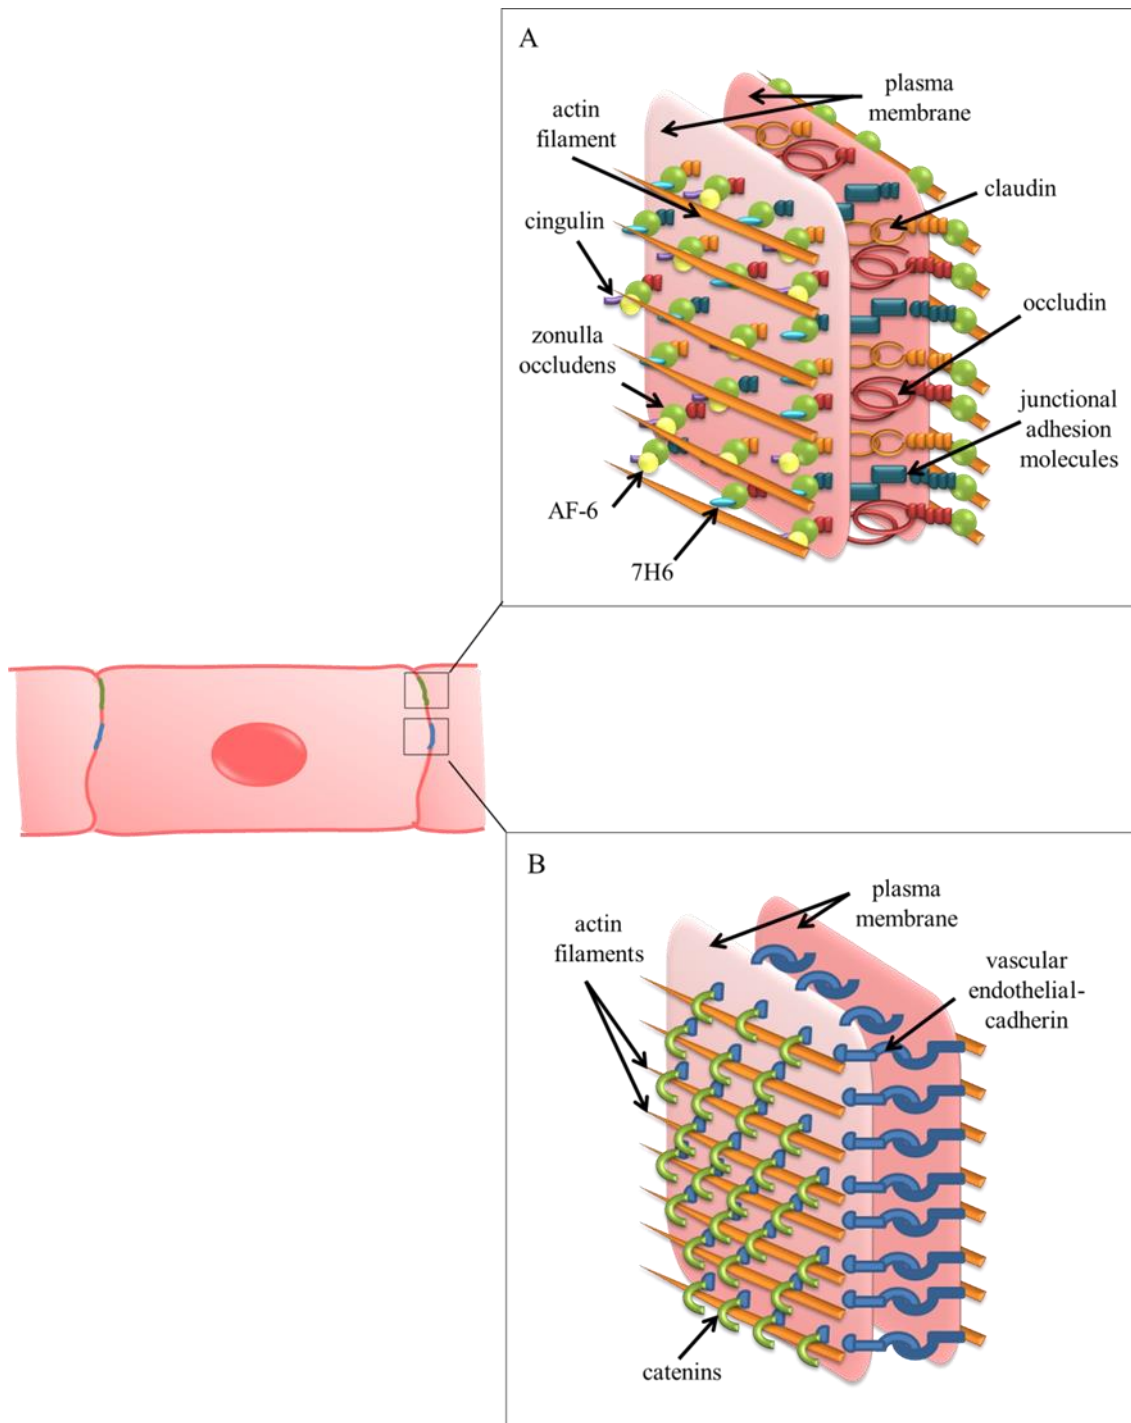 A
plasma
membrane
actin
filament
claudin
cingulin
occludin
zonulla
occludens
junctional
adhesion
molecules
AF-6
7H6
B
plasma
membrane
actin
filaments
vascular
endothelial-
cadherin
catenins